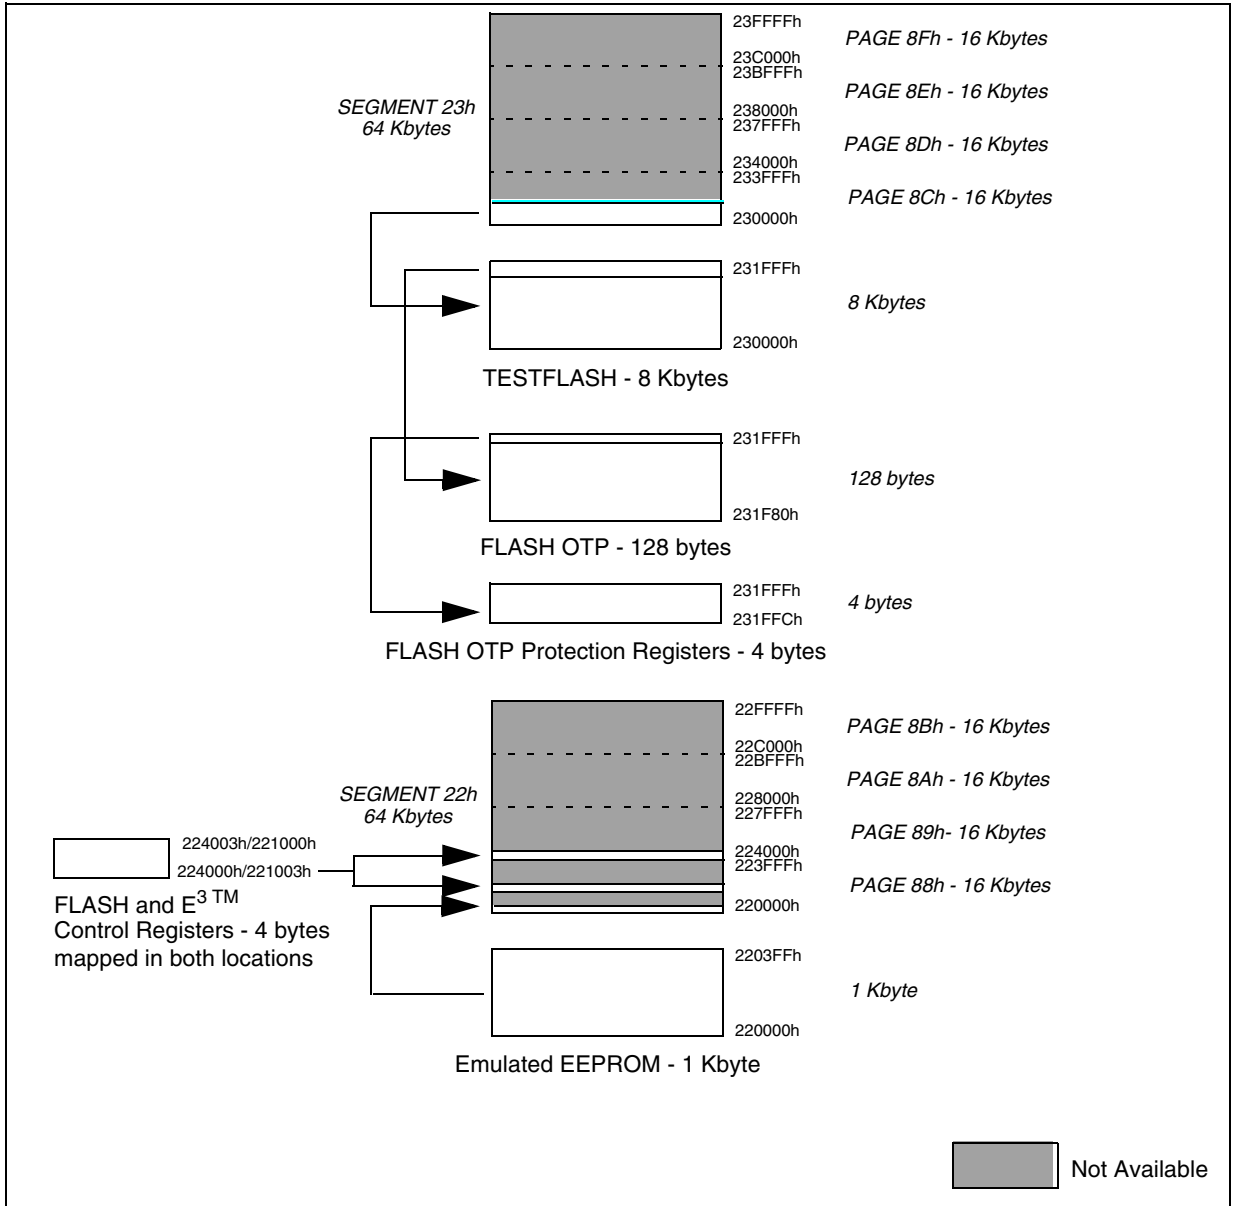 23FFFFh
PAGE 8Fh - 16 Kbytes
23C000h
23BFFFh
PAGE 8Eh - 16 Kbytes
SEGMENT 23h
64 Kbytes
238000h
237FFFh
PAGE 8Dh - 16 Kbytes
234000h
233FFFh
PAGE 8Ch - 16 Kbytes
230000h
231FFFh
8 Kbytes
230000h
TESTFLASH - 8 Kbytes
231FFFh
128 bytes
231F80h
FLASH OTP - 128 bytes
231FFFh
4 bytes
231FFCh
FLASH OTP Protection Registers - 4 bytes
22FFFFh
PAGE 8Bh - 16 Kbytes
22C000h
22BFFFh
PAGE 8Ah - 16 Kbytes
SEGMENT 22h
64 Kbytes
228000h
227FFFh
PAGE 89h- 16 Kbytes
224000h
223FFFh
PAGE 88h - 16 Kbytes
220000h
224003h/221000h
224000h/221003h
FLASH and E3 TM
Control Registers - 4 bytes
mapped in both locations
2203FFh
1 Kbyte
220000h
Emulated EEPROM - 1 Kbyte
Not Available